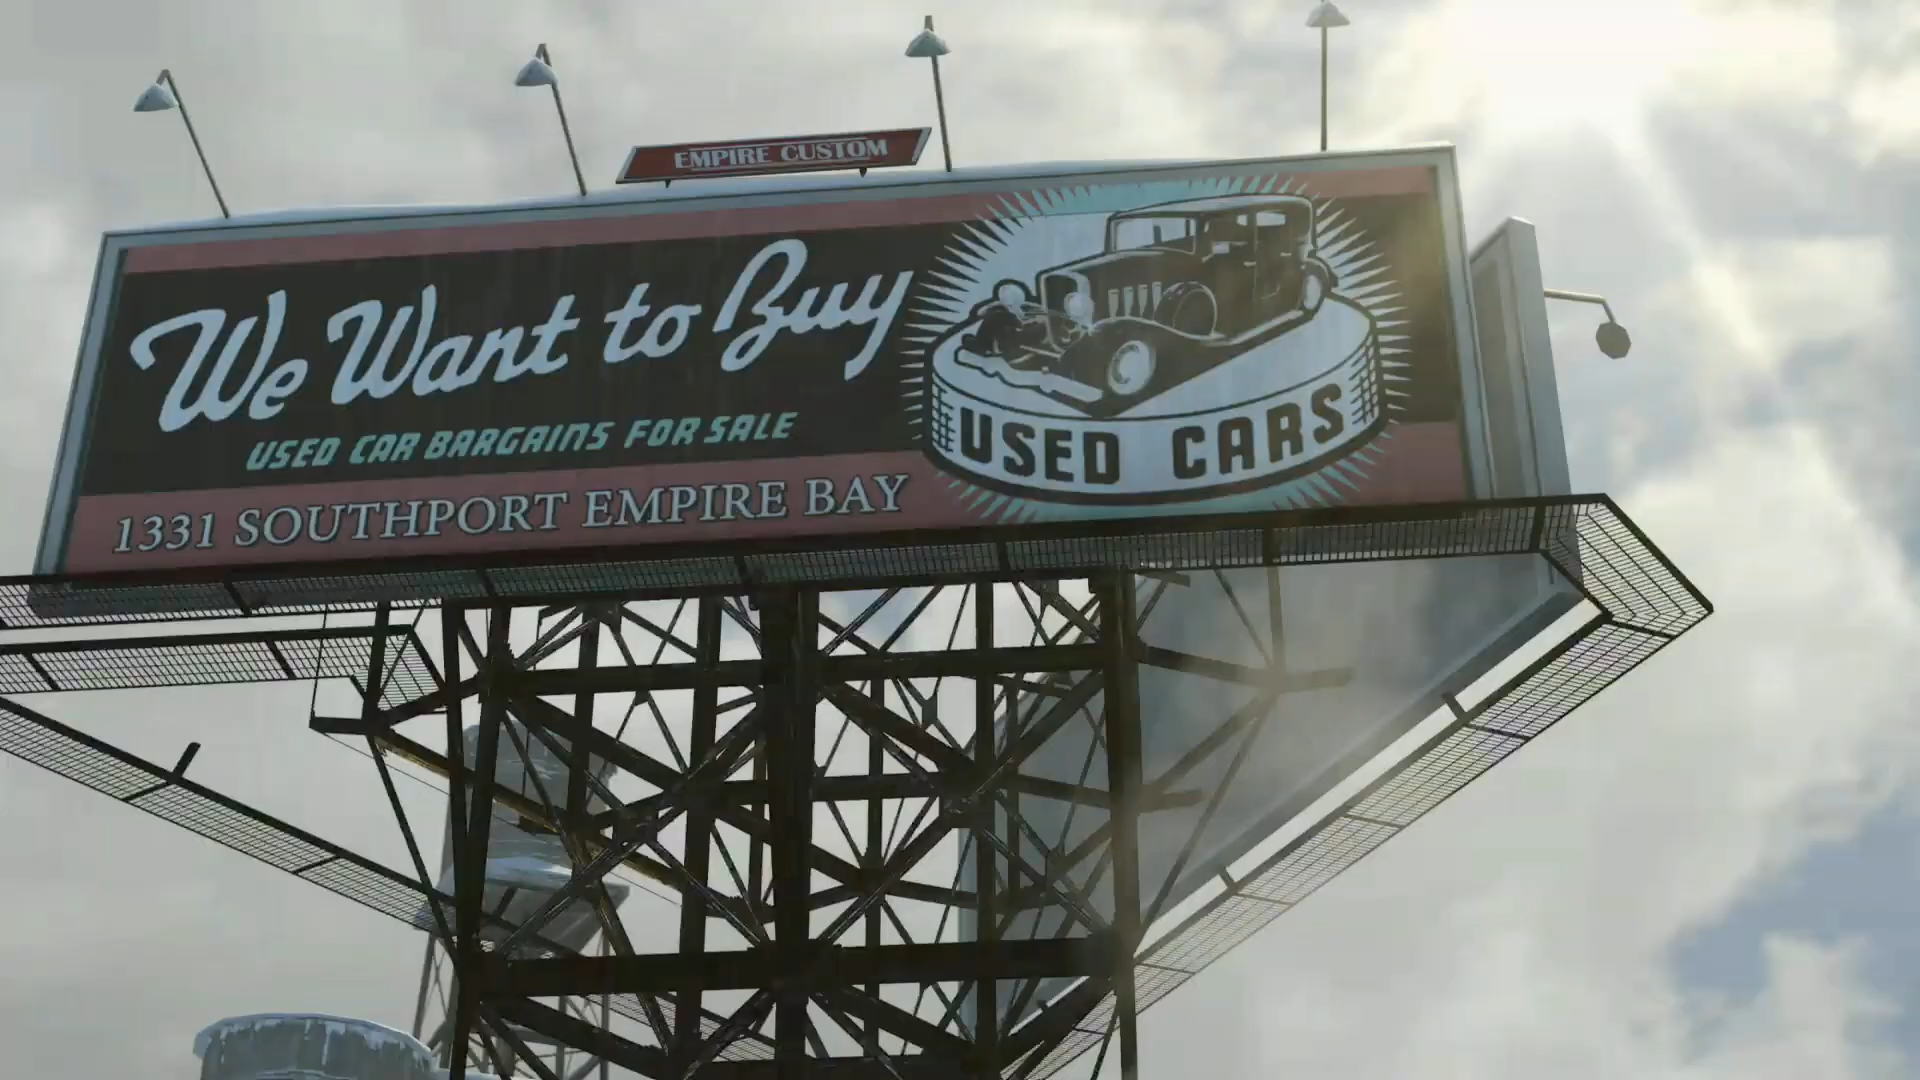 EMPIRE CUSTOM
We Want to Buy
USED CAR BARGAINS FOR SALE
1331 SOUTHPORT EMPIRE BAY
USED CARS